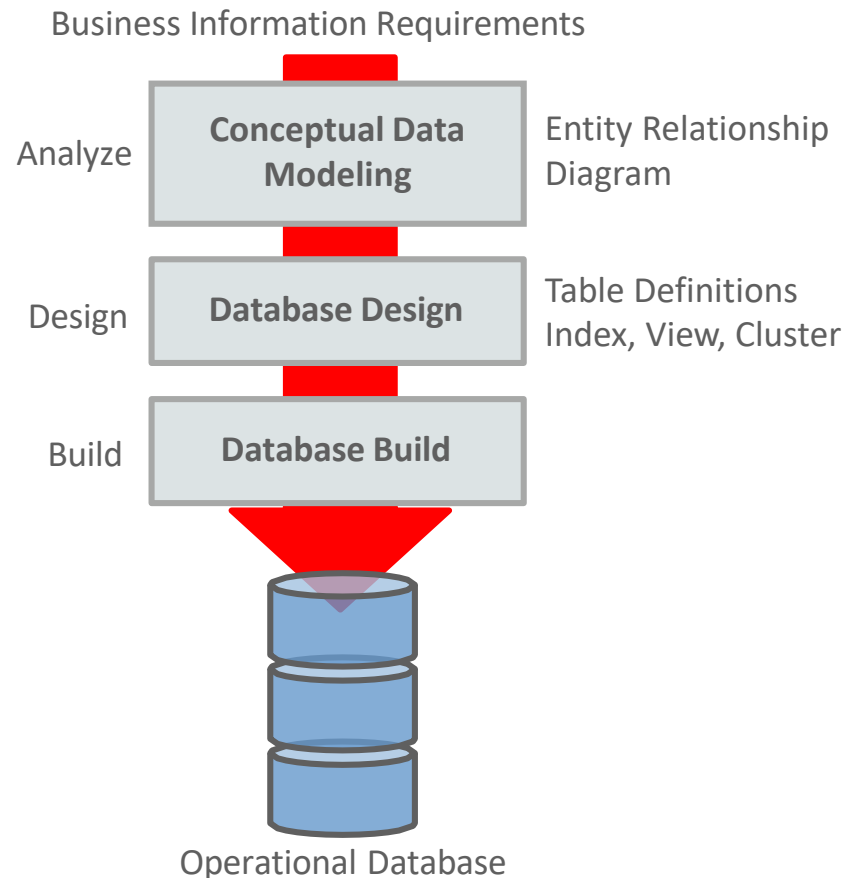 Business Information Requirements
Analyze
Conceptual Data
Modeling
Entity Relationship
Diagram
Design
Database Design
Table Definitions
Index, View, Cluster
Build
Database Build
Operational Database